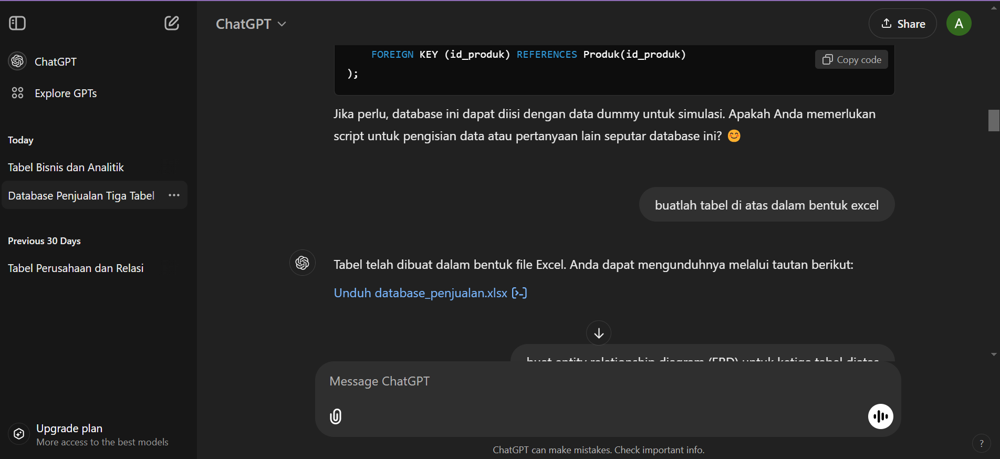 ChatGPT
Explore GPTs
Today
Tabel Bisnis dan Analitik
Database Penjualan Tiga Tabel
Previous 30 Days
Tabel Perusahaan dan Relasi
Upgrade plan
More access to the best models
ChatGPT
Share
A
FOREIGN KEY (id_produk) REFERENCES Produk(id_produk)
);
Copy code
Jika perlu, database ini dapat diisi dengan data dummy untuk simulasi. Apakah Anda memerlukan
script untuk pengisian data atau pertanyaan lain seputar database ini? 😊
buatlah tabel di atas dalam bentuk excel
Tabel telah dibuat dalam bentuk file Excel. Anda dapat mengunduhnya melalui tautan berikut:
Unduh database_penjualan.xlsx [>-]
buat entity relationship diagram (ERD) untuk ketiga tabel diatas
Message ChatGPT
ChatGPT can make mistakes. Check important info.
?